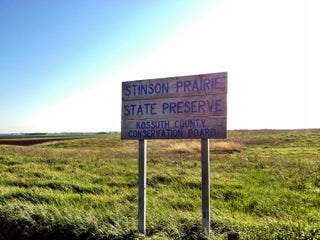 STINSON PRAIRIE
STATE PRESERVE
KOSSUTH COUNTY
CONSERVATION BOARD